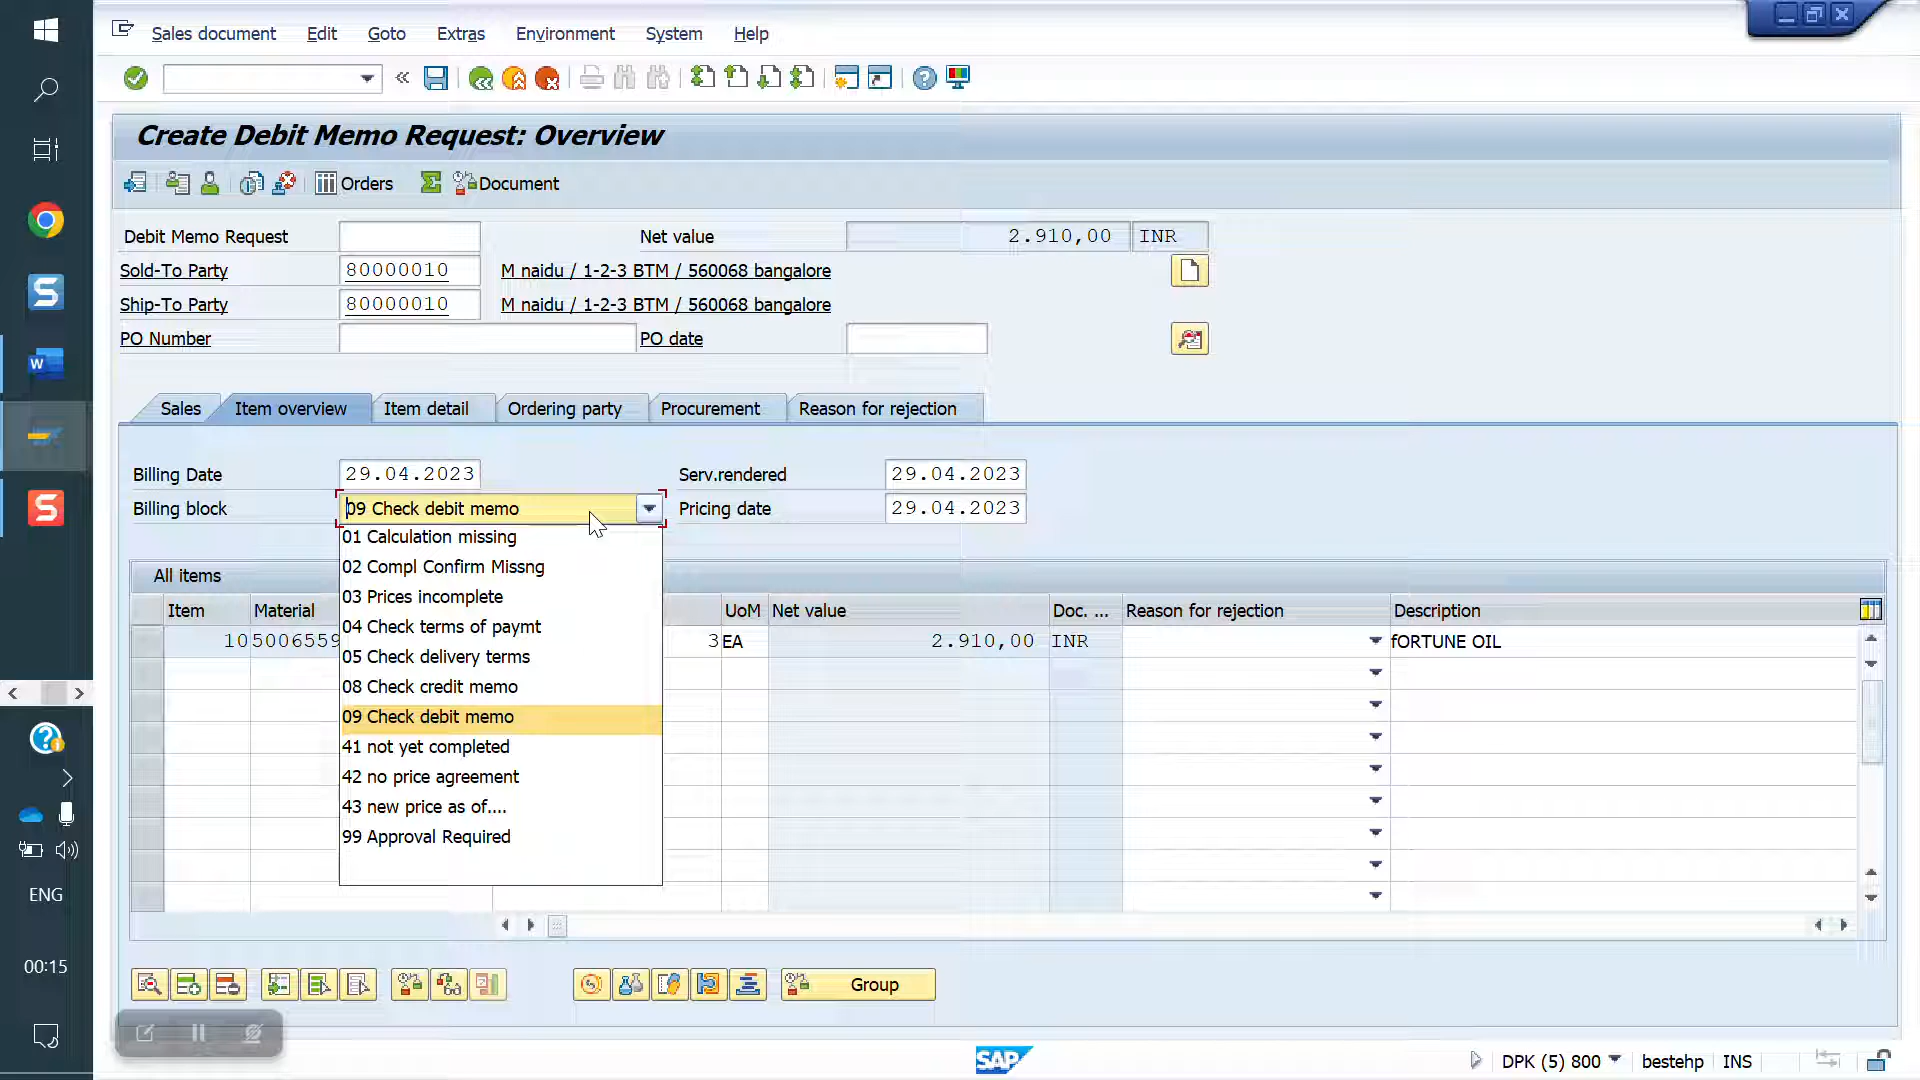 Sales document Edit Goto Extras Environment System Help
Create Debit Memo Request: Overview
Orders Document
Debit Memo Request Net value 2.910,00 INR
Sold-To Party 80000010 M naidu / 1-2-3 BTM / 560068 bangalore
Ship-To Party 80000010 M naidu / 1-2-3 BTM / 560068 bangalore
PO Number PO date
Sales Item overview Item detail Ordering party Procurement Reason for rejection
Billing Date 29.04.2023 Serv.rendered 29.04.2023
Billing block 09 Check debit memo Pricing date 29.04.2023
01 Calculation missing
02 Compl Confirm Missng
03 Prices incomplete
04 Check terms of paymt
05 Check delivery terms
08 Check credit memo
09 Check debit memo
41 not yet completed
42 no price agreement
43 new price as of....
99 Approval Required
All items
Item Material UoM Net value Doc. ... Reason for rejection Description
10 5006559 3 EA 2.910,00 INR fORTUNE OIL
Group
ENG
00:15
SAP DPK (5) 800 bestehp INS